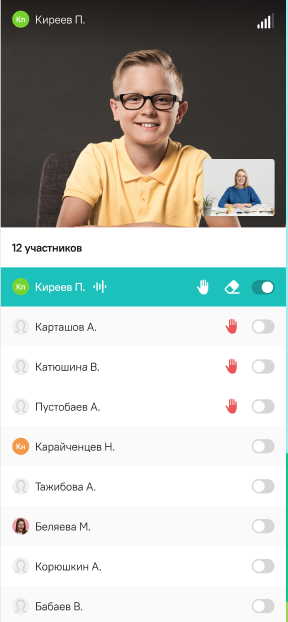 Кп Киреев П.
12 участников
Кп Киреев П.
Карташов А.
Катюшина В.
Пустобаев А.
Кн Карайченцев Н.
Тажибова А.
Беляева М.
Корюшкин А.
Бабаев В.